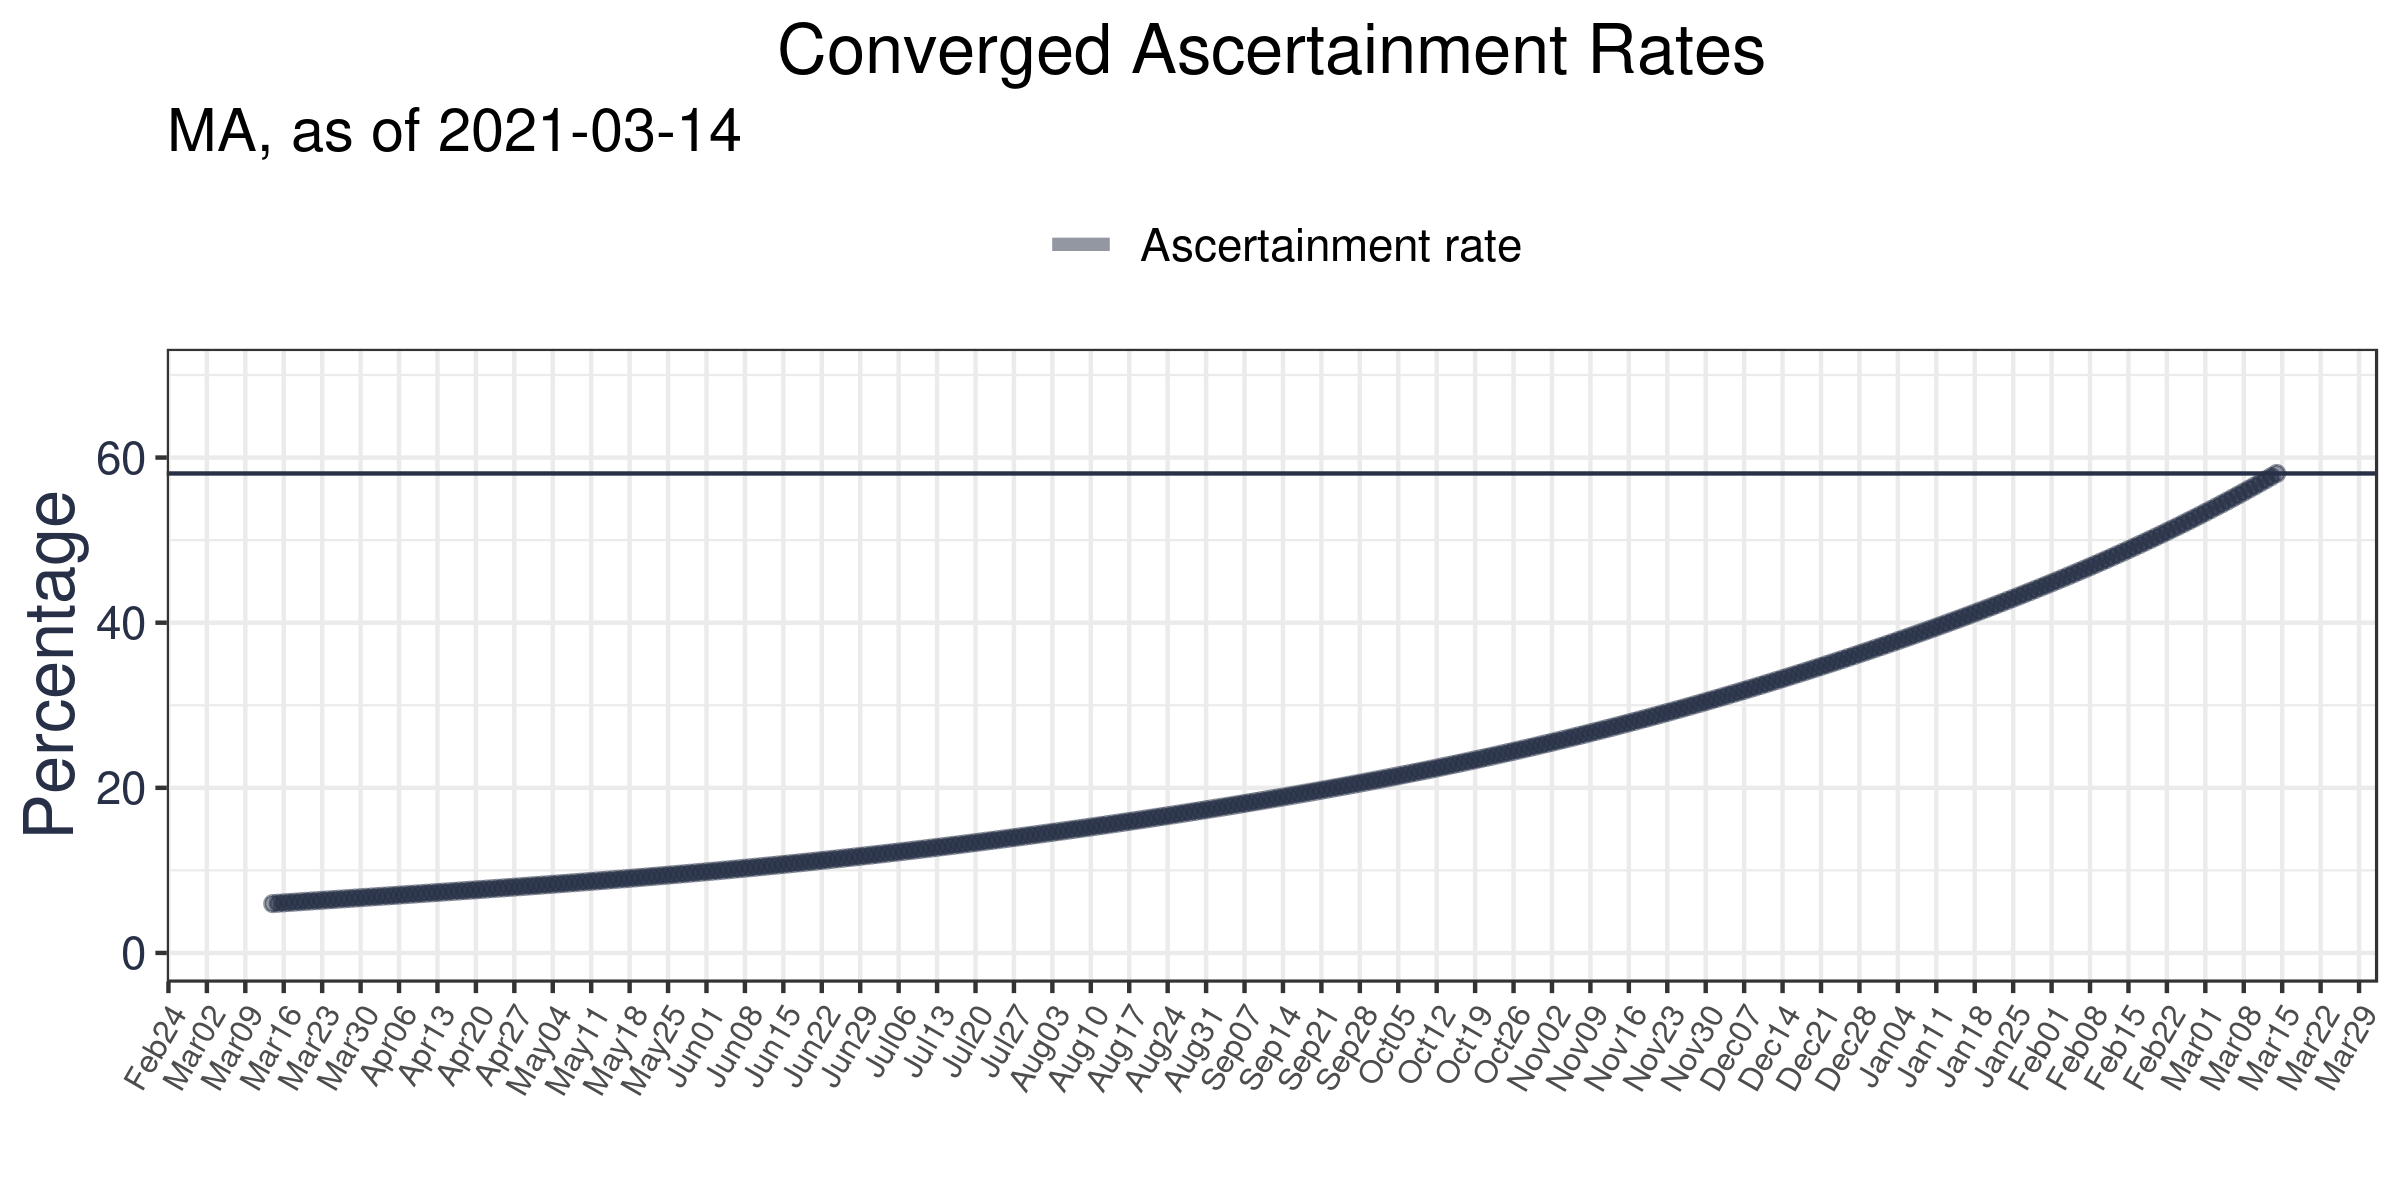 Converged Ascertainment Rates
MA, as of 2021-03-14
Ascertainment rate
Percentage
60
40
20
0
Feb24
Mar02
Mar09
Mar16
Mar23
Mar30
Apr06
Apr13
Apr20
Apr27
May04
May11
May18
May25
Jun01
Jun08
Jun15
Jun22
Jun29
Jul06
Jul13
Jul20
Jul27
Aug03
Aug10
Aug17
Aug24
Aug31
Sep07
Sep14
Sep21
Sep28
Oct05
Oct12
Oct19
Oct26
Nov02
Nov09
Nov16
Nov23
Nov30
Dec07
Dec14
Dec21
Dec28
Jan04
Jan11
Jan18
Jan25
Feb01
Feb08
Feb15
Feb22
Mar01
Mar08
Mar15
Mar22
Mar29